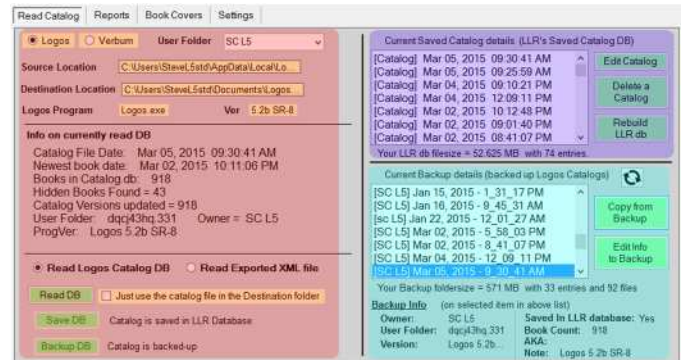 Read Catalog Reports Book Covers Settings
Logos Verbum User Folder SC L5
Source Location C:\Users\SteveL5std\AppData\Local\Lo...
Destination Location C:\Users\SteveL5std\Documents\Logos...
Logos Program Logos.exe Ver 5.2b SR-8
Info on currently read DB
Catalog File Date: Mar 05, 2015 09:30:41 AM
Newest book date: Mar 02, 2015 10:11:06 PM
Books in Catalog db: 918
Hidden Books Found = 43
Catalog Versions updated = 918
User Folder: dqcj43hq.331 Owner = SC L5
ProgVer: Logos 5.2b SR-8
Read Logos Catalog DB Read Exported XML file
Read DB Just use the catalog file in the Destination folder
Save DB Catalog is saved in LLR Database
Backup DB Catalog is backed-up
Current Saved Catalog details (LLR's Saved Catalog DB)
[Catalog] Mar 05, 2015 09:30:41 AM
[Catalog] Mar 05, 2015 09:25:59 AM
[Catalog] Mar 04, 2015 09:10:21 PM
[Catalog] Mar 04, 2015 12:09:11 PM
[Catalog] Mar 02, 2015 10:12:48 PM
[Catalog] Mar 02, 2015 09:01:40 PM
[Catalog] Mar 02, 2015 08:41:07 PM
Edit Catalog
Delete a Catalog
Rebuild LLR db
Your LLR db filesize = 52.625 MB with 74 entries.
Current Backup details (backed up Logos Catalogs)
[SC L5] Jan 15, 2015 - 1_31_17 PM
[SC L5] Jan 16, 2015 - 9_45_31 AM
[sc L5] Jan 22, 2015 - 12_01_27 AM
[SC L5] Mar 02, 2015 - 5_58_03 PM
[SC L5] Mar 02, 2015 - 8_41_07 PM
[SC L5] Mar 04, 2015 - 12_09_11 PM
[SC L5] Mar 05, 2015 - 9_30_41 AM
Copy from Backup
Edit Info to Backup
Your Backup foldersize = 571 MB with 33 entries and 92 files
Backup Info (on selected item in above list)
Owner: SC L5 Saved In LLR database: Yes
User Folder: dqcj43hq.331 Book Count: 918
Version: Logos 5.2b... AKA:
Note: Logos 5.2b SR-8